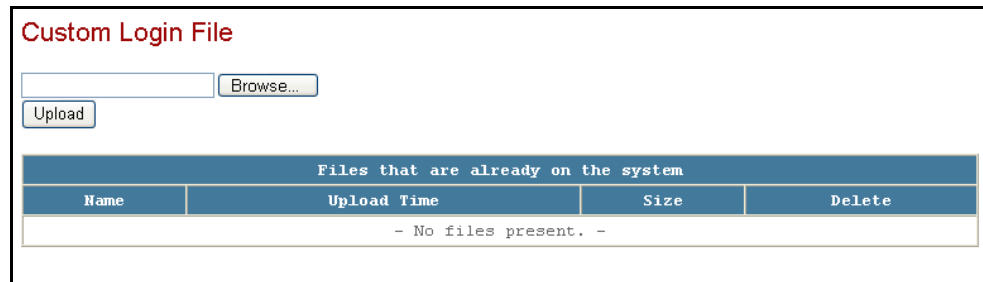 Custom Login File
Browse...
Upload
Files that are already on the system
Name Upload Time Size Delete
- No files present. -